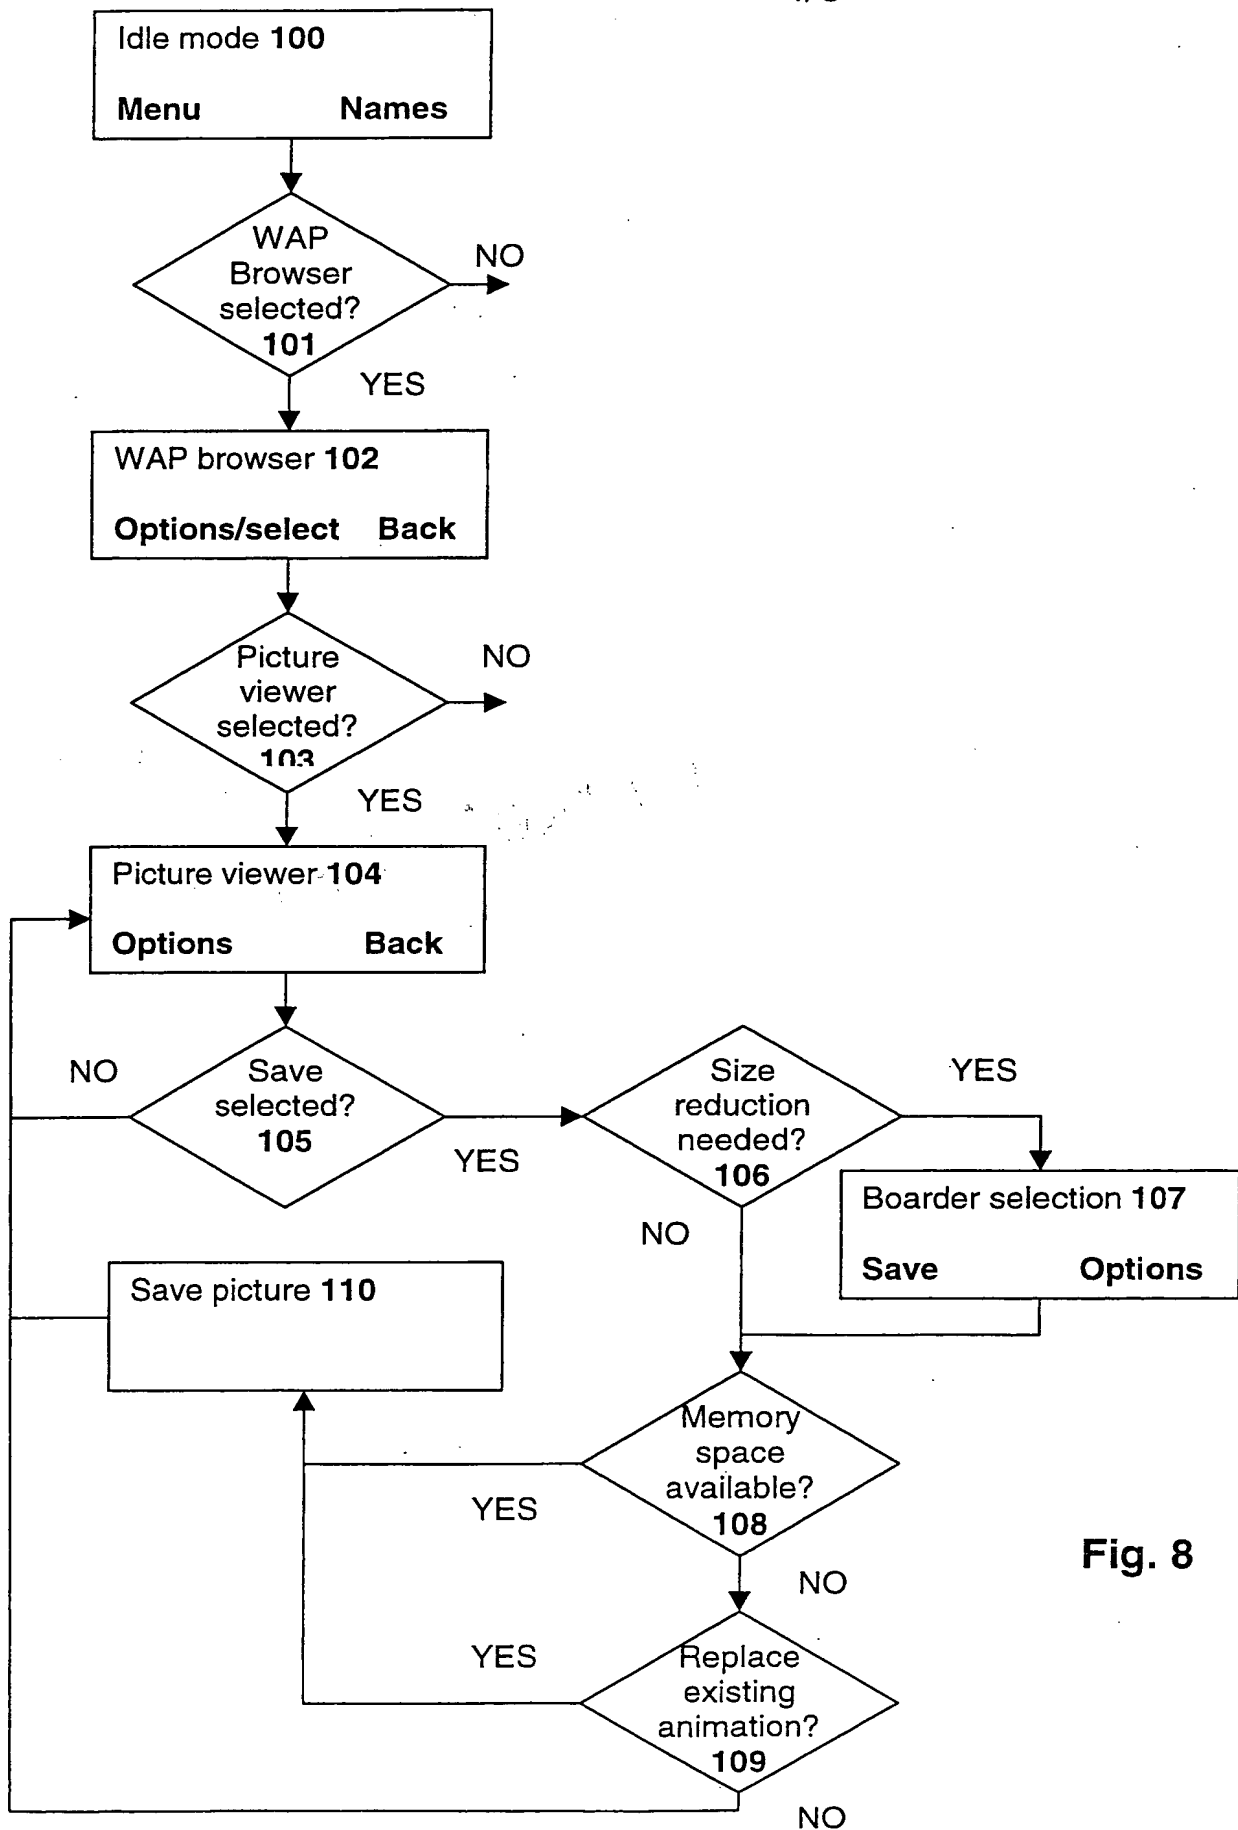 Idle mode 100
Menu Names
WAP
Browser
selected?
101
NO
YES
WAP browser 102
Options/select Back
Picture
viewer
selected?
103
NO
YES
Picture viewer 104
Options Back
NO
Save
selected?
105
YES
Size
reduction
needed?
106
YES
NO
Boarder selection 107
Save Options
Save picture 110
Memory
space
available?
108
YES
NO
Fig. 8
Replace
existing
animation?
109
YES
NO